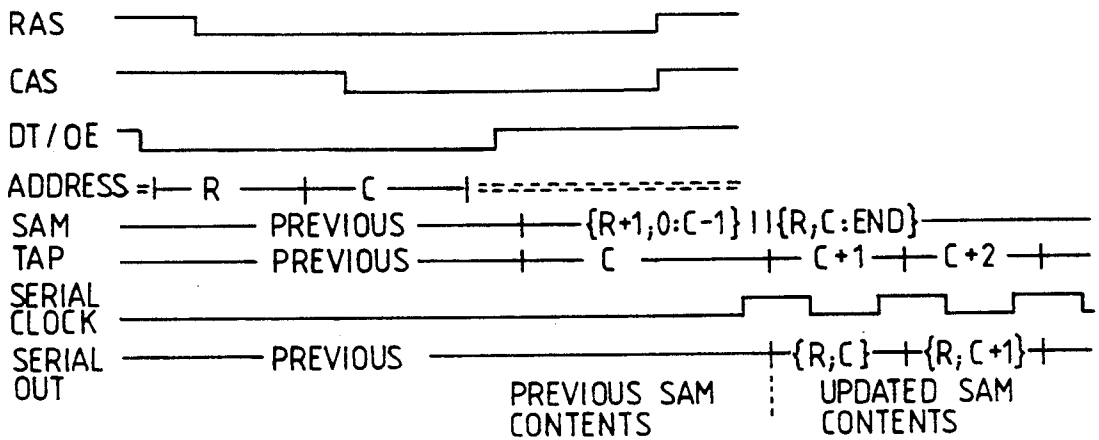 RAS
CAS
DT/OE
ADDRESS = R C
SAM PREVIOUS {R+1,0:C-1}||{R,C:END}
TAP PREVIOUS C C+1 C+2
SERIAL
CLOCK
SERIAL PREVIOUS {R;C} {R;C+1}
OUT
PREVIOUS SAM UPDATED SAM
CONTENTS CONTENTS